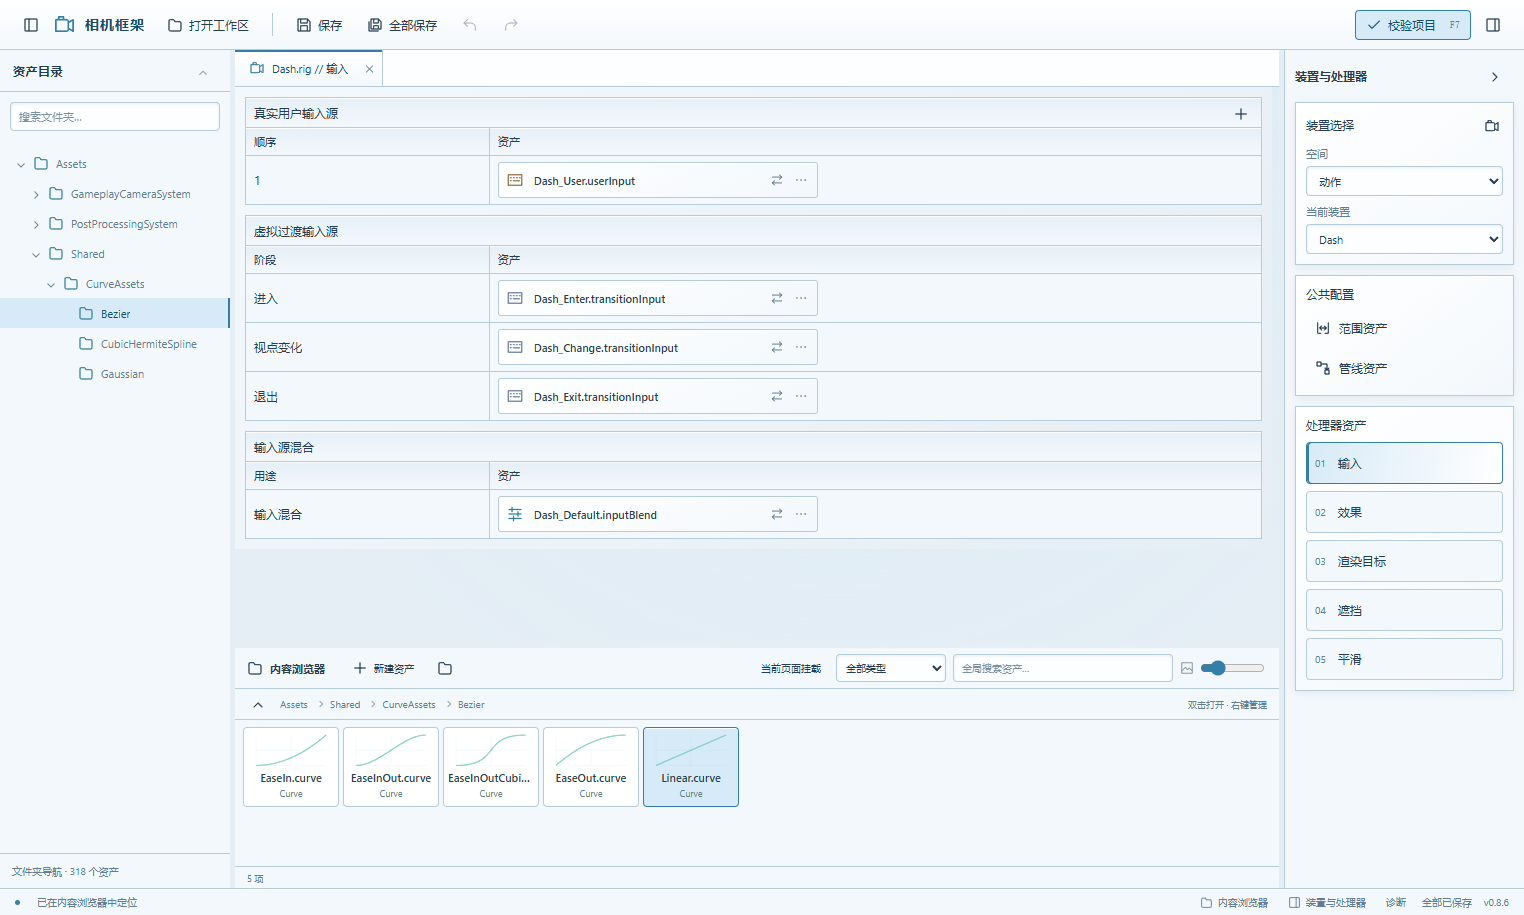 相机框架
打开工作区
保存
全部保存
校验项目 F7
资产目录
搜索文件夹...
Assets
GameplayCameraSystem
PostProcessingSystem
Shared
CurveAssets
Bezier
CubicHermiteSpline
Gaussian
文件夹导航 · 318 个资产
Dash.rig // 输入
真实用户输入源
顺序 资产
1 Dash_User.userInput
虚拟过渡输入源
阶段 资产
进入 Dash_Enter.transitionInput
视点变化 Dash_Change.transitionInput
退出 Dash_Exit.transitionInput
输入源混合
用途 资产
输入混合 Dash_Default.inputBlend
内容浏览器
新建资产
当前页面挂载
全部类型
全局搜索资产...
Assets Shared CurveAssets Bezier
双击打开 · 右键管理
EaseIn.curve
Curve
EaseInOut.curve
Curve
EaseInOutCubi...
Curve
EaseOut.curve
Curve
Linear.curve
Curve
5 项
装置与处理器
装置选择
空间
动作
当前装置
Dash
公共配置
范围资产
管线资产
处理器资产
01 输入
02 效果
03 渲染目标
04 遮挡
05 平滑
已在内容浏览器中定位
内容浏览器
装置与处理器
诊断
全部已保存
v0.8.6